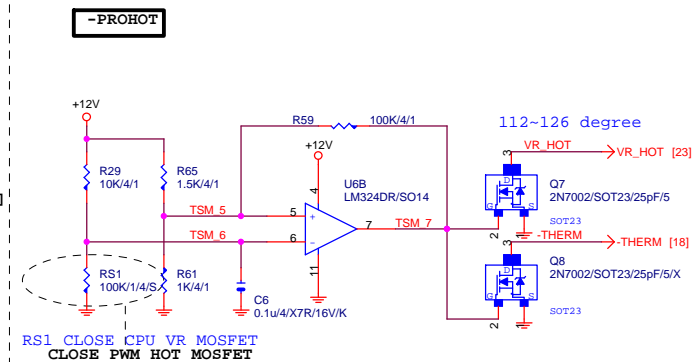 -PROHOT
+12V
R59
100K/4/1
112~126 degree
+12V
VR_HOT
VR_HOT [23]
R29
10K/4/1
R65
1.5K/4/1
U6B
LM324DR/SO14
3
D
G
S
2
1
Q7
2N7002/SOT23/25pF/5
SOT23
TSM_5
5
+
4
7
TSM_7
TSM_6
6
-
11
-THERM
-THERM [18]
3
D
G
S
2
1
Q8
2N7002/SOT23/25pF/5/X
SOT23
RS1
100K/1/4/S
R61
1K/4/1
C6
0.1u/4/X7R/16V/K
RS1 CLOSE CPU VR MOSFET
CLOSE PWM HOT MOSFET